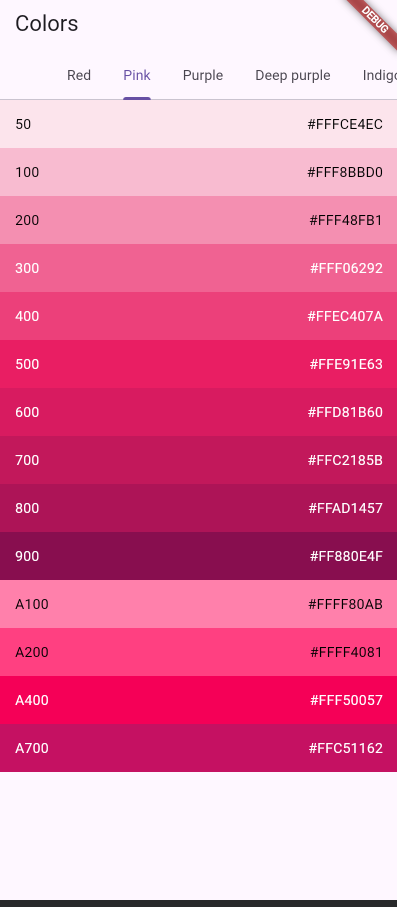 Colors
DEBUG
Red Pink Purple Deep purple Indigo
50 #FFFCE4EC
100 #FFF8BBD0
200 #FFF48FB1
300 #FFF06292
400 #FFEC407A
500 #FFE91E63
600 #FFD81B60
700 #FFC2185B
800 #FFAD1457
900 #FF880E4F
A100 #FFFF80AB
A200 #FFFF4081
A400 #FFF50057
A700 #FFC51162